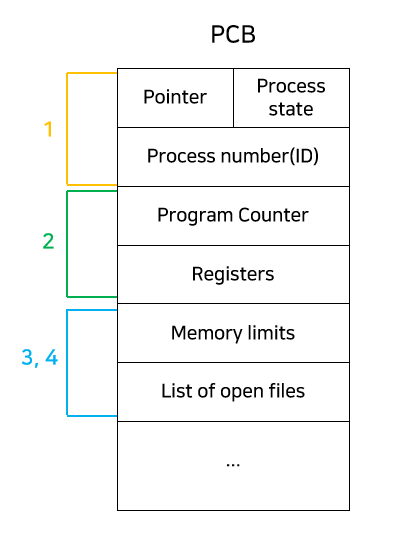 PCB
Pointer
Process
state
1
Process number(ID)
Program Counter
2
Registers
Memory limits
3, 4
List of open files
...